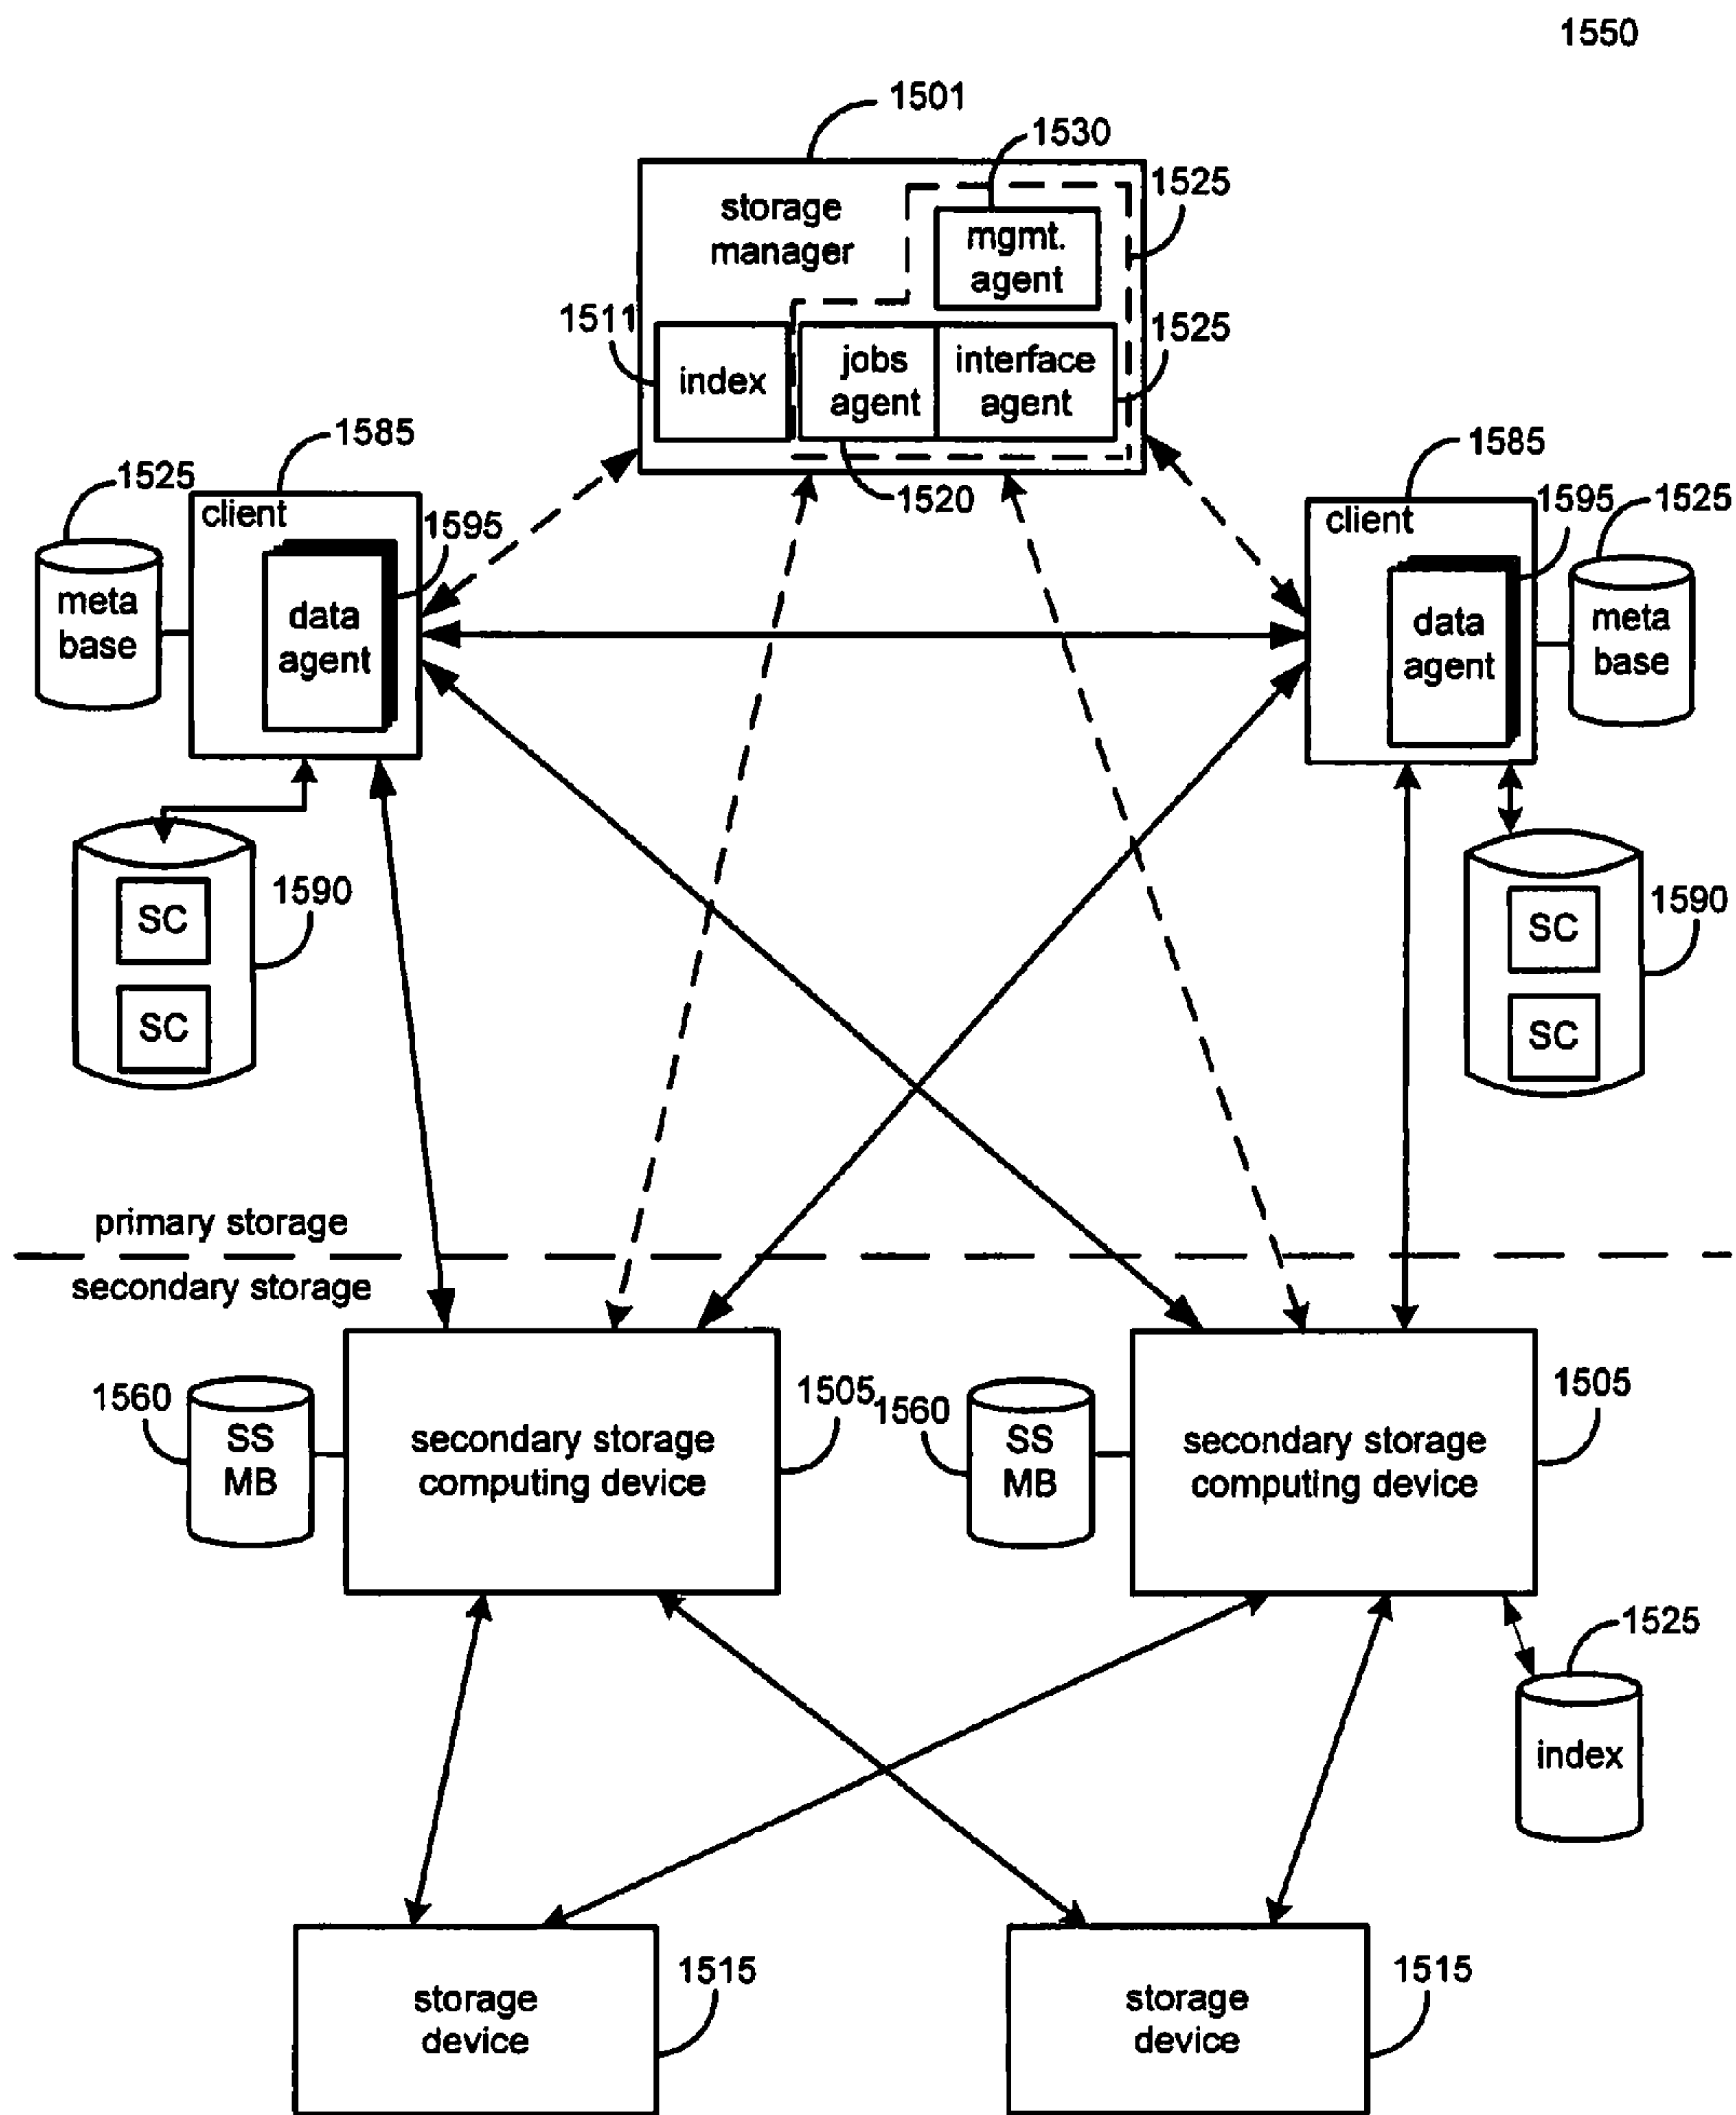 1550
1501
1530
1525
storage
manager
mgmt.
agent
1511
index
jobs
agent
interface
agent
1525
1520
1585
1525
client
1595
meta
base
data
agent
1585
1595
1525
client
data
agent
meta
base
SC
SC
1590
SC
SC
1590
primary storage
secondary storage
1560
SS
MB
secondary storage
computing device
1505
1560
SS
MB
secondary storage
computing device
1505
1525
index
storage
device
1515
storage
device
1515